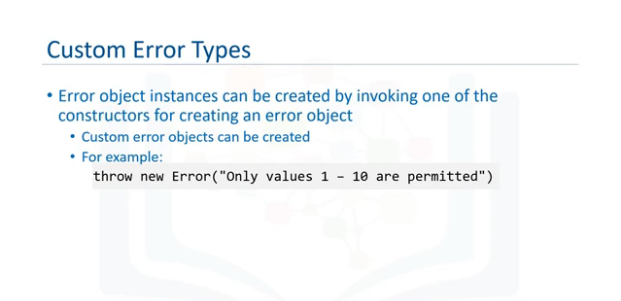 Custom Error Types
• Error object instances can be created by invoking one of the
constructors for creating an error object
• Custom error objects can be created
• For example:
throw new Error("Only values 1 – 10 are permitted")